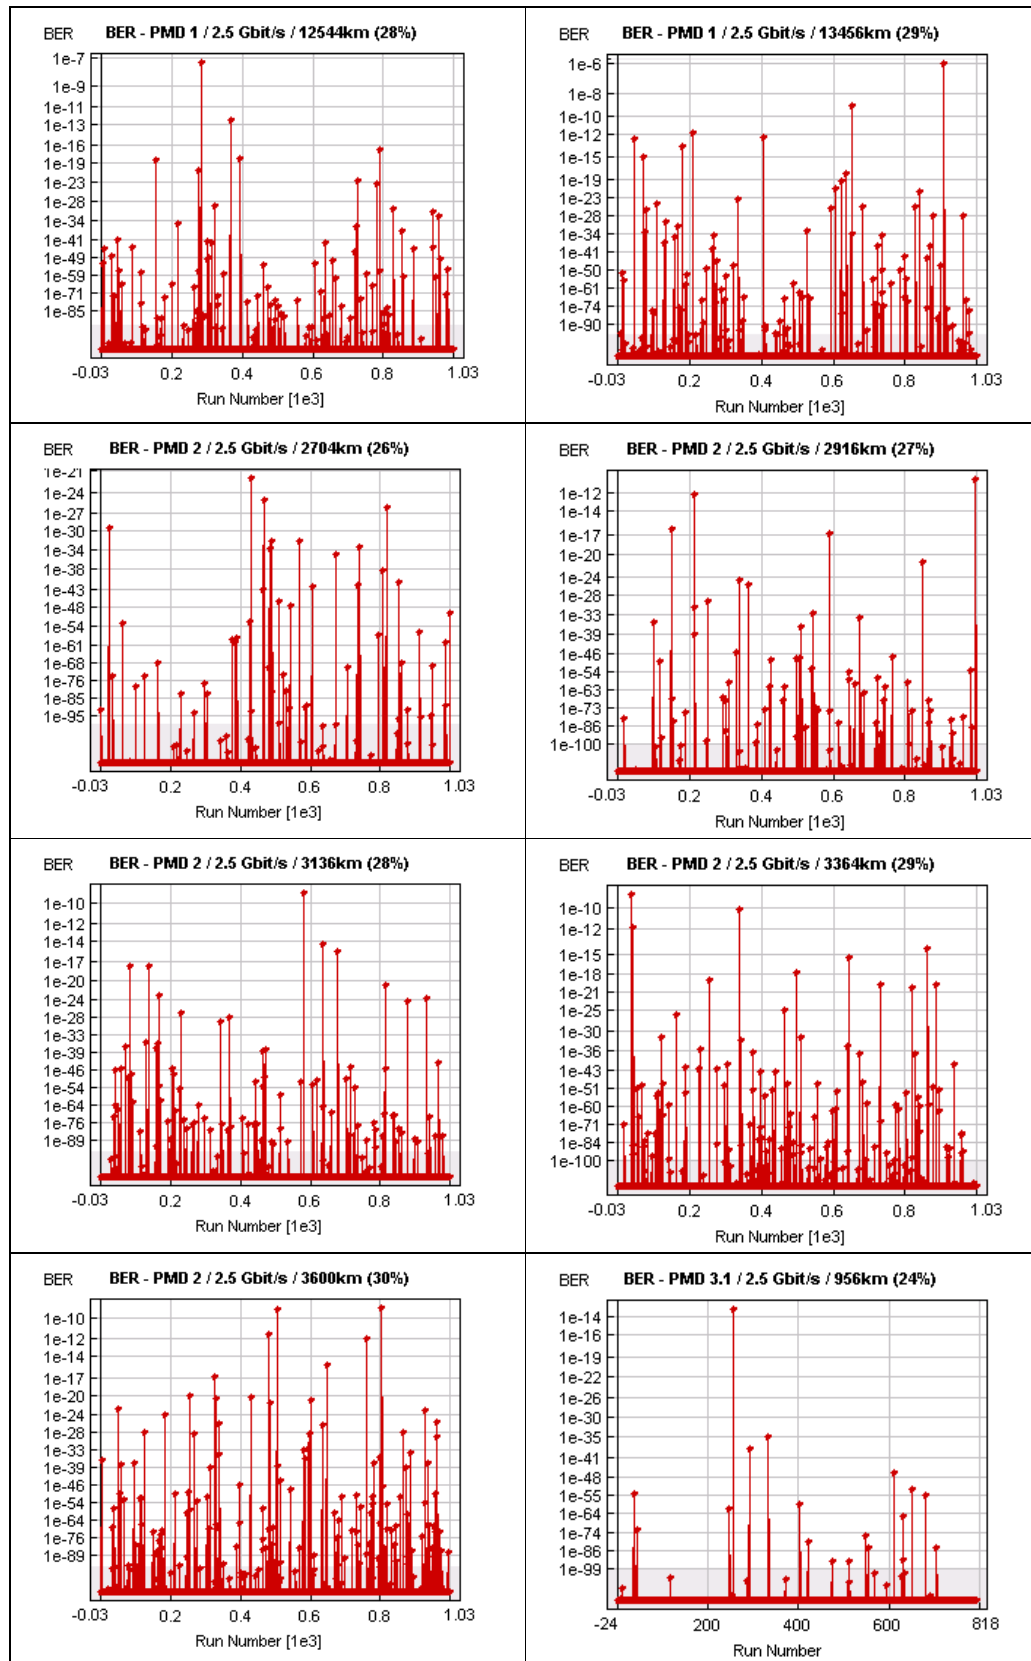 BER BER - PMD 1 / 2.5 Gbit/s / 12544km (28%)
1e-7
1e-9
1e-11
1e-13
1e-16
1e-19
1e-23
1e-28
1e-34
1e-41
1e-49
1e-59
1e-71
1e-85
-0.03 0.2 0.4 0.6 0.8 1.03
Run Number [1e3]
BER BER - PMD 1 / 2.5 Gbit/s / 13456km (29%)
1e-6
1e-8
1e-10
1e-12
1e-15
1e-19
1e-23
1e-28
1e-34
1e-41
1e-50
1e-61
1e-74
1e-90
-0.03 0.2 0.4 0.6 0.8 1.03
Run Number [1e3]
BER BER - PMD 2 / 2.5 Gbit/s / 2704km (26%)
1e-21
1e-24
1e-27
1e-30
1e-34
1e-38
1e-43
1e-48
1e-54
1e-61
1e-68
1e-76
1e-85
1e-95
-0.03 0.2 0.4 0.6 0.8 1.03
Run Number [1e3]
BER BER - PMD 2 / 2.5 Gbit/s / 2916km (27%)
1e-12
1e-17
1e-20
1e-24
1e-28
1e-33
1e-39
1e-46
1e-54
1e-63
1e-73
1e-86
1e-100
-0.03 0.2 0.4 0.6 0.8 1.03
Run Number [1e3]
BER BER - PMD 2 / 2.5 Gbit/s / 3136km (28%)
1e-10
1e-12
1e-14
1e-17
1e-20
1e-24
1e-28
1e-33
1e-39
1e-46
1e-54
1e-64
1e-76
1e-89
-0.03 0.2 0.4 0.6 0.8 1.03
Run Number [1e3]
BER BER - PMD 2 / 2.5 Gbit/s / 3364km (29%)
1e-10
1e-12
1e-15
1e-18
1e-21
1e-25
1e-30
1e-36
1e-43
1e-51
1e-60
1e-71
1e-84
1e-100
-0.03 0.2 0.4 0.6 0.8 1.03
Run Number [1e3]
BER BER - PMD 2 / 2.5 Gbit/s / 3600km (30%)
1e-10
1e-12
1e-14
1e-17
1e-20
1e-24
1e-28
1e-33
1e-39
1e-46
1e-54
1e-64
1e-76
1e-89
-0.03 0.2 0.4 0.6 0.8 1.03
Run Number [1e3]
BER BER - PMD 3.1 / 2.5 Gbit/s / 956km (24%)
1e-14
1e-16
1e-19
1e-22
1e-26
1e-30
1e-35
1e-41
1e-48
1e-55
1e-64
1e-74
1e-86
1e-99
-24 200 400 600 818
Run Number